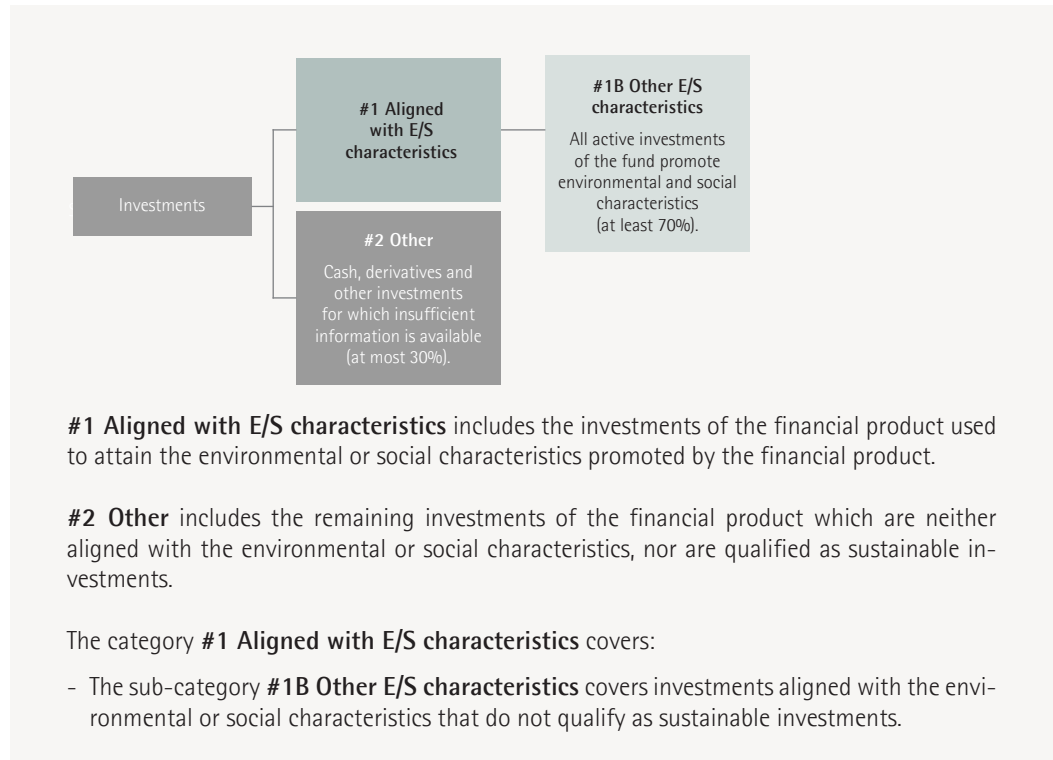 #1 Aligned
with E/S
characteristics
#1B Other E/S
characteristics
All active investments
of the fund promote
environmental and social
characteristics
(at least 70%).
Investments
#2 Other
Cash, derivatives and
other investments
for which insufficient
information is available
(at most 30%).
#1 Aligned with E/S characteristics includes the investments of the financial product used
to attain the environmental or social characteristics promoted by the financial product.
#2 Other includes the remaining investments of the financial product which are neither
aligned with the environmental or social characteristics, nor are qualified as sustainable in-
vestments.
The category #1 Aligned with E/S characteristics covers:
- The sub-category #1B Other E/S characteristics covers investments aligned with the envi-
ronmental or social characteristics that do not qualify as sustainable investments.